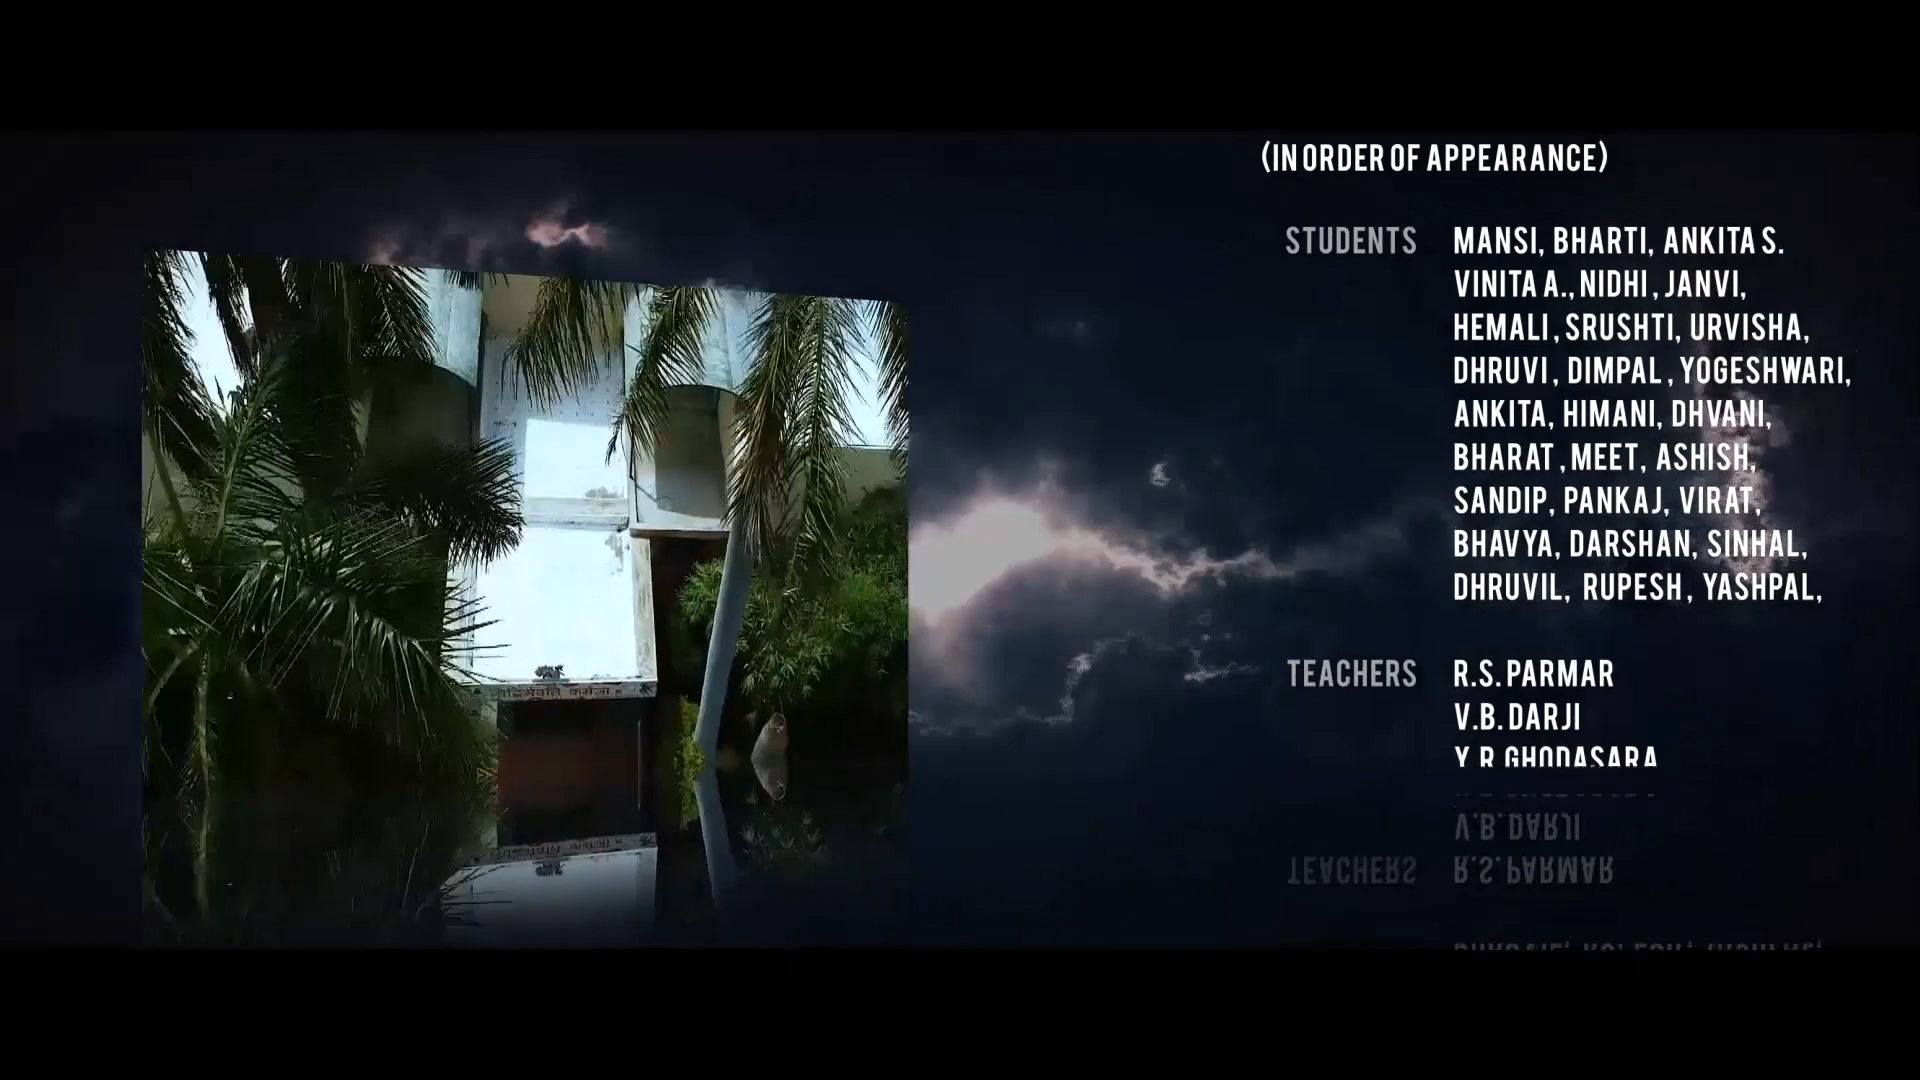 (IN ORDER OF APPEARANCE)
STUDENTS MANSI, BHARTI, ANKITA S.
VINITA A., NIDHI, JANVI,
HEMALI, SRUSHTI, URVISHA,
DHRUVI, DIMPAL, YOGESHWARI,
ANKITA, HIMANI, DHVANI,
BHARAT, MEET, ASHISH,
SANDIP, PANKAJ, VIRAT,
BHAVYA, DARSHAN, SINHAL,
DHRUVIL, RUPESH, YASHPAL,
TEACHERS R.S. PARMAR
V.B. DARJI
Y.R GHODASARA